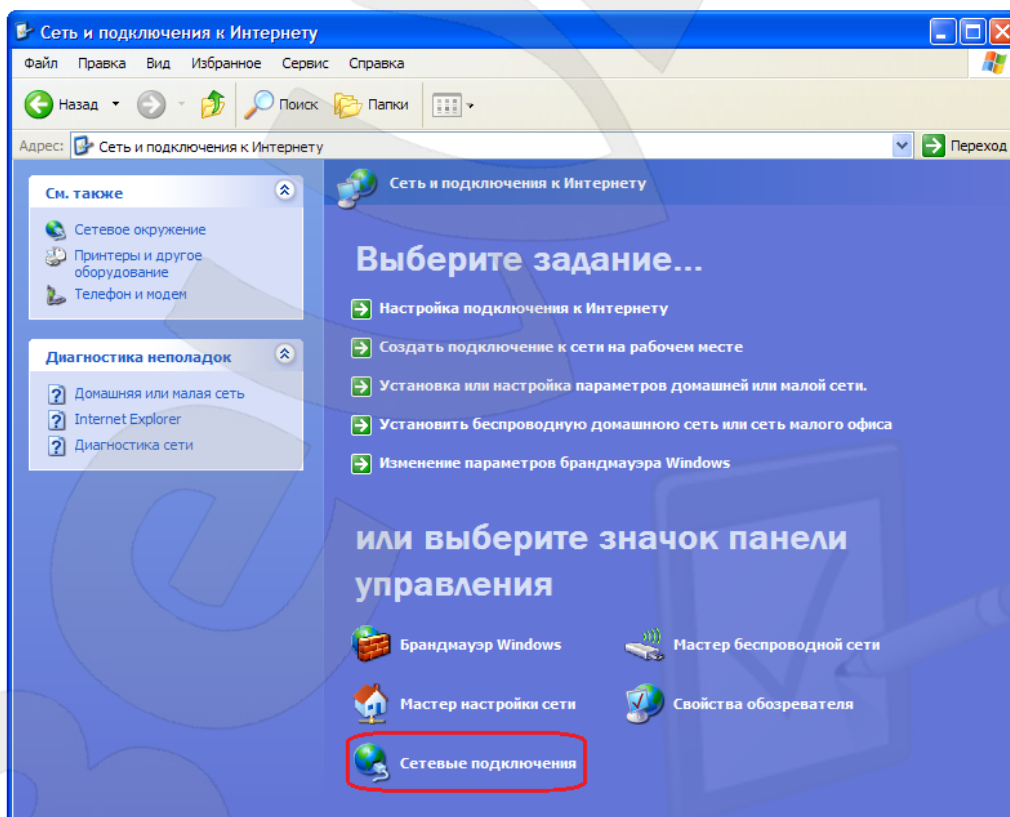 Сеть и подключения к Интернету
Файл Правка Вид Избранное Сервис Справка
Назад Поиск Папки
Адрес: Сеть и подключения к Интернету Переход
См. также
Сетевое окружение
Принтеры и другое
оборудование
Телефон и модем
Диагностика неполадок
Домашняя или малая сеть
Internet Explorer
Диагностика сети
Сеть и подключения к Интернету
Выберите задание...
Настройка подключения к Интернету
Создать подключение к сети на рабочем месте
Установка или настройка параметров домашней или малой сети.
Установить беспроводную домашнюю сеть или сеть малого офиса
Изменение параметров брандмауэра Windows
или выберите значок панели
управления
Брандмауэр Windows Мастер беспроводной сети
Мастер настройки сети Свойства обозревателя
Сетевые подключения